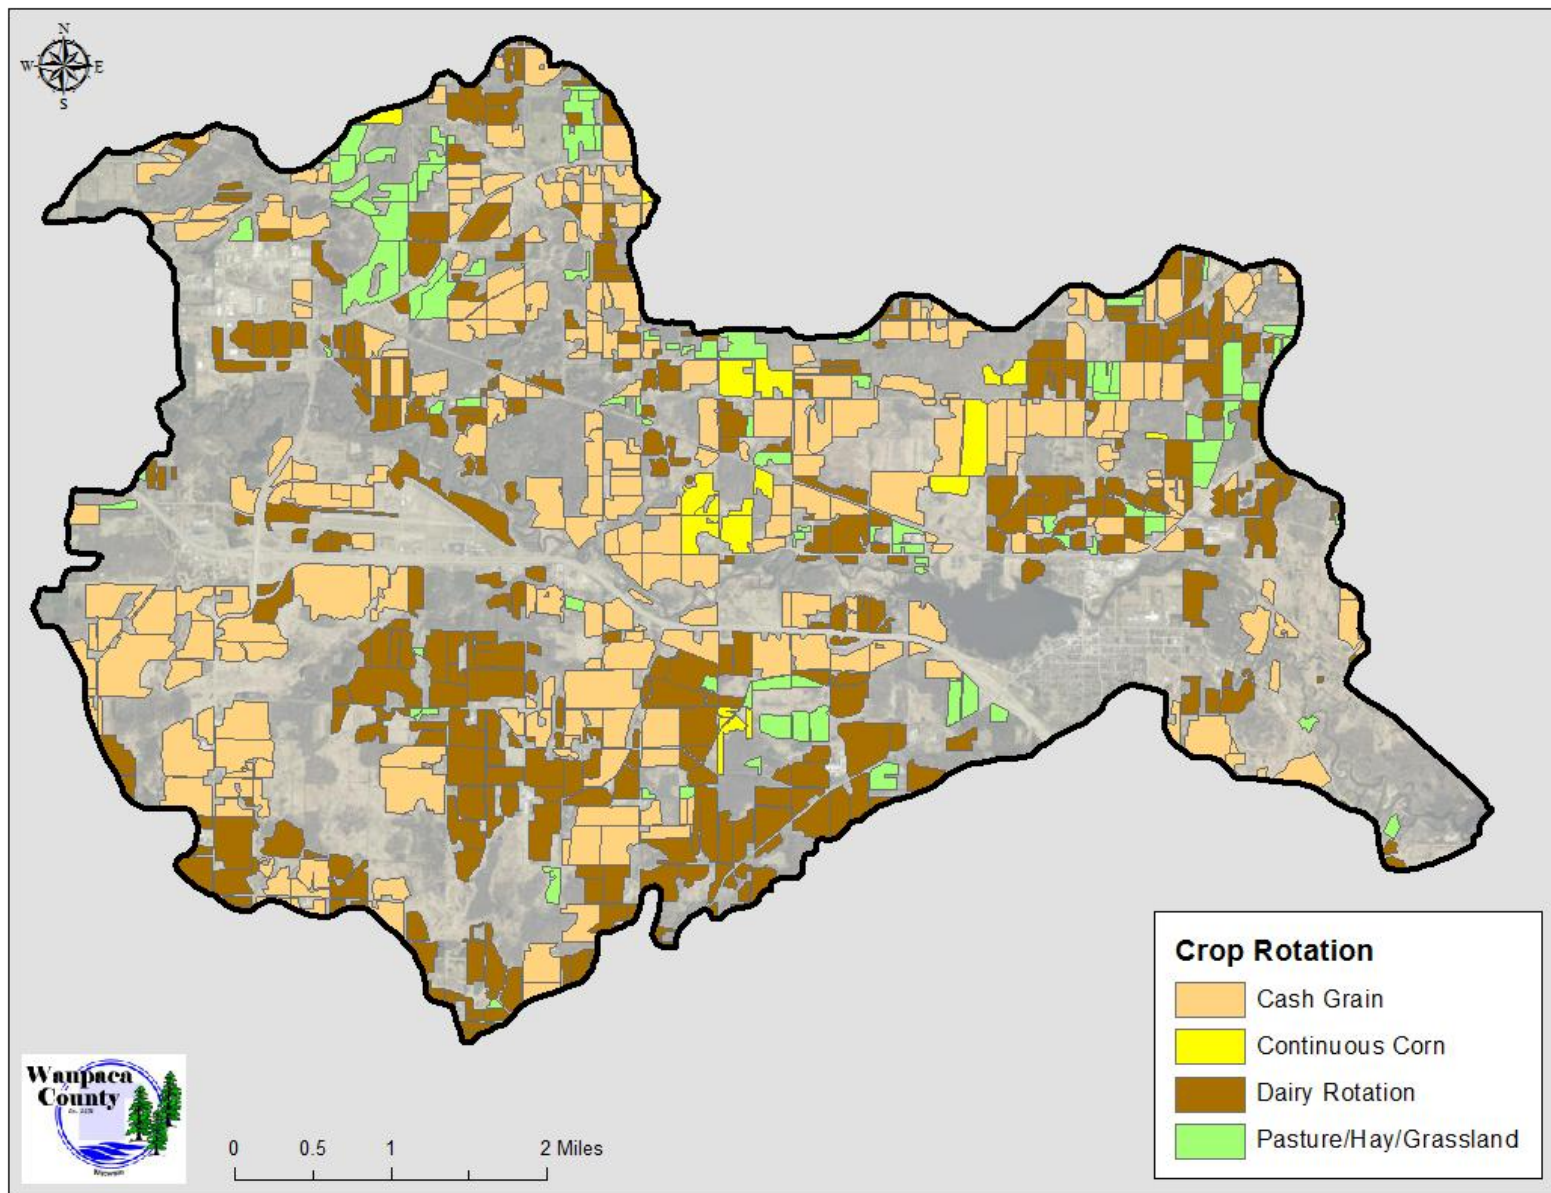 N
W E
S
Crop Rotation
Cash Grain
Continuous Corn
Dairy Rotation
Pasture/Hay/Grassland
Waupaca
County
Wisconsin
0 0.5 1 2 Miles